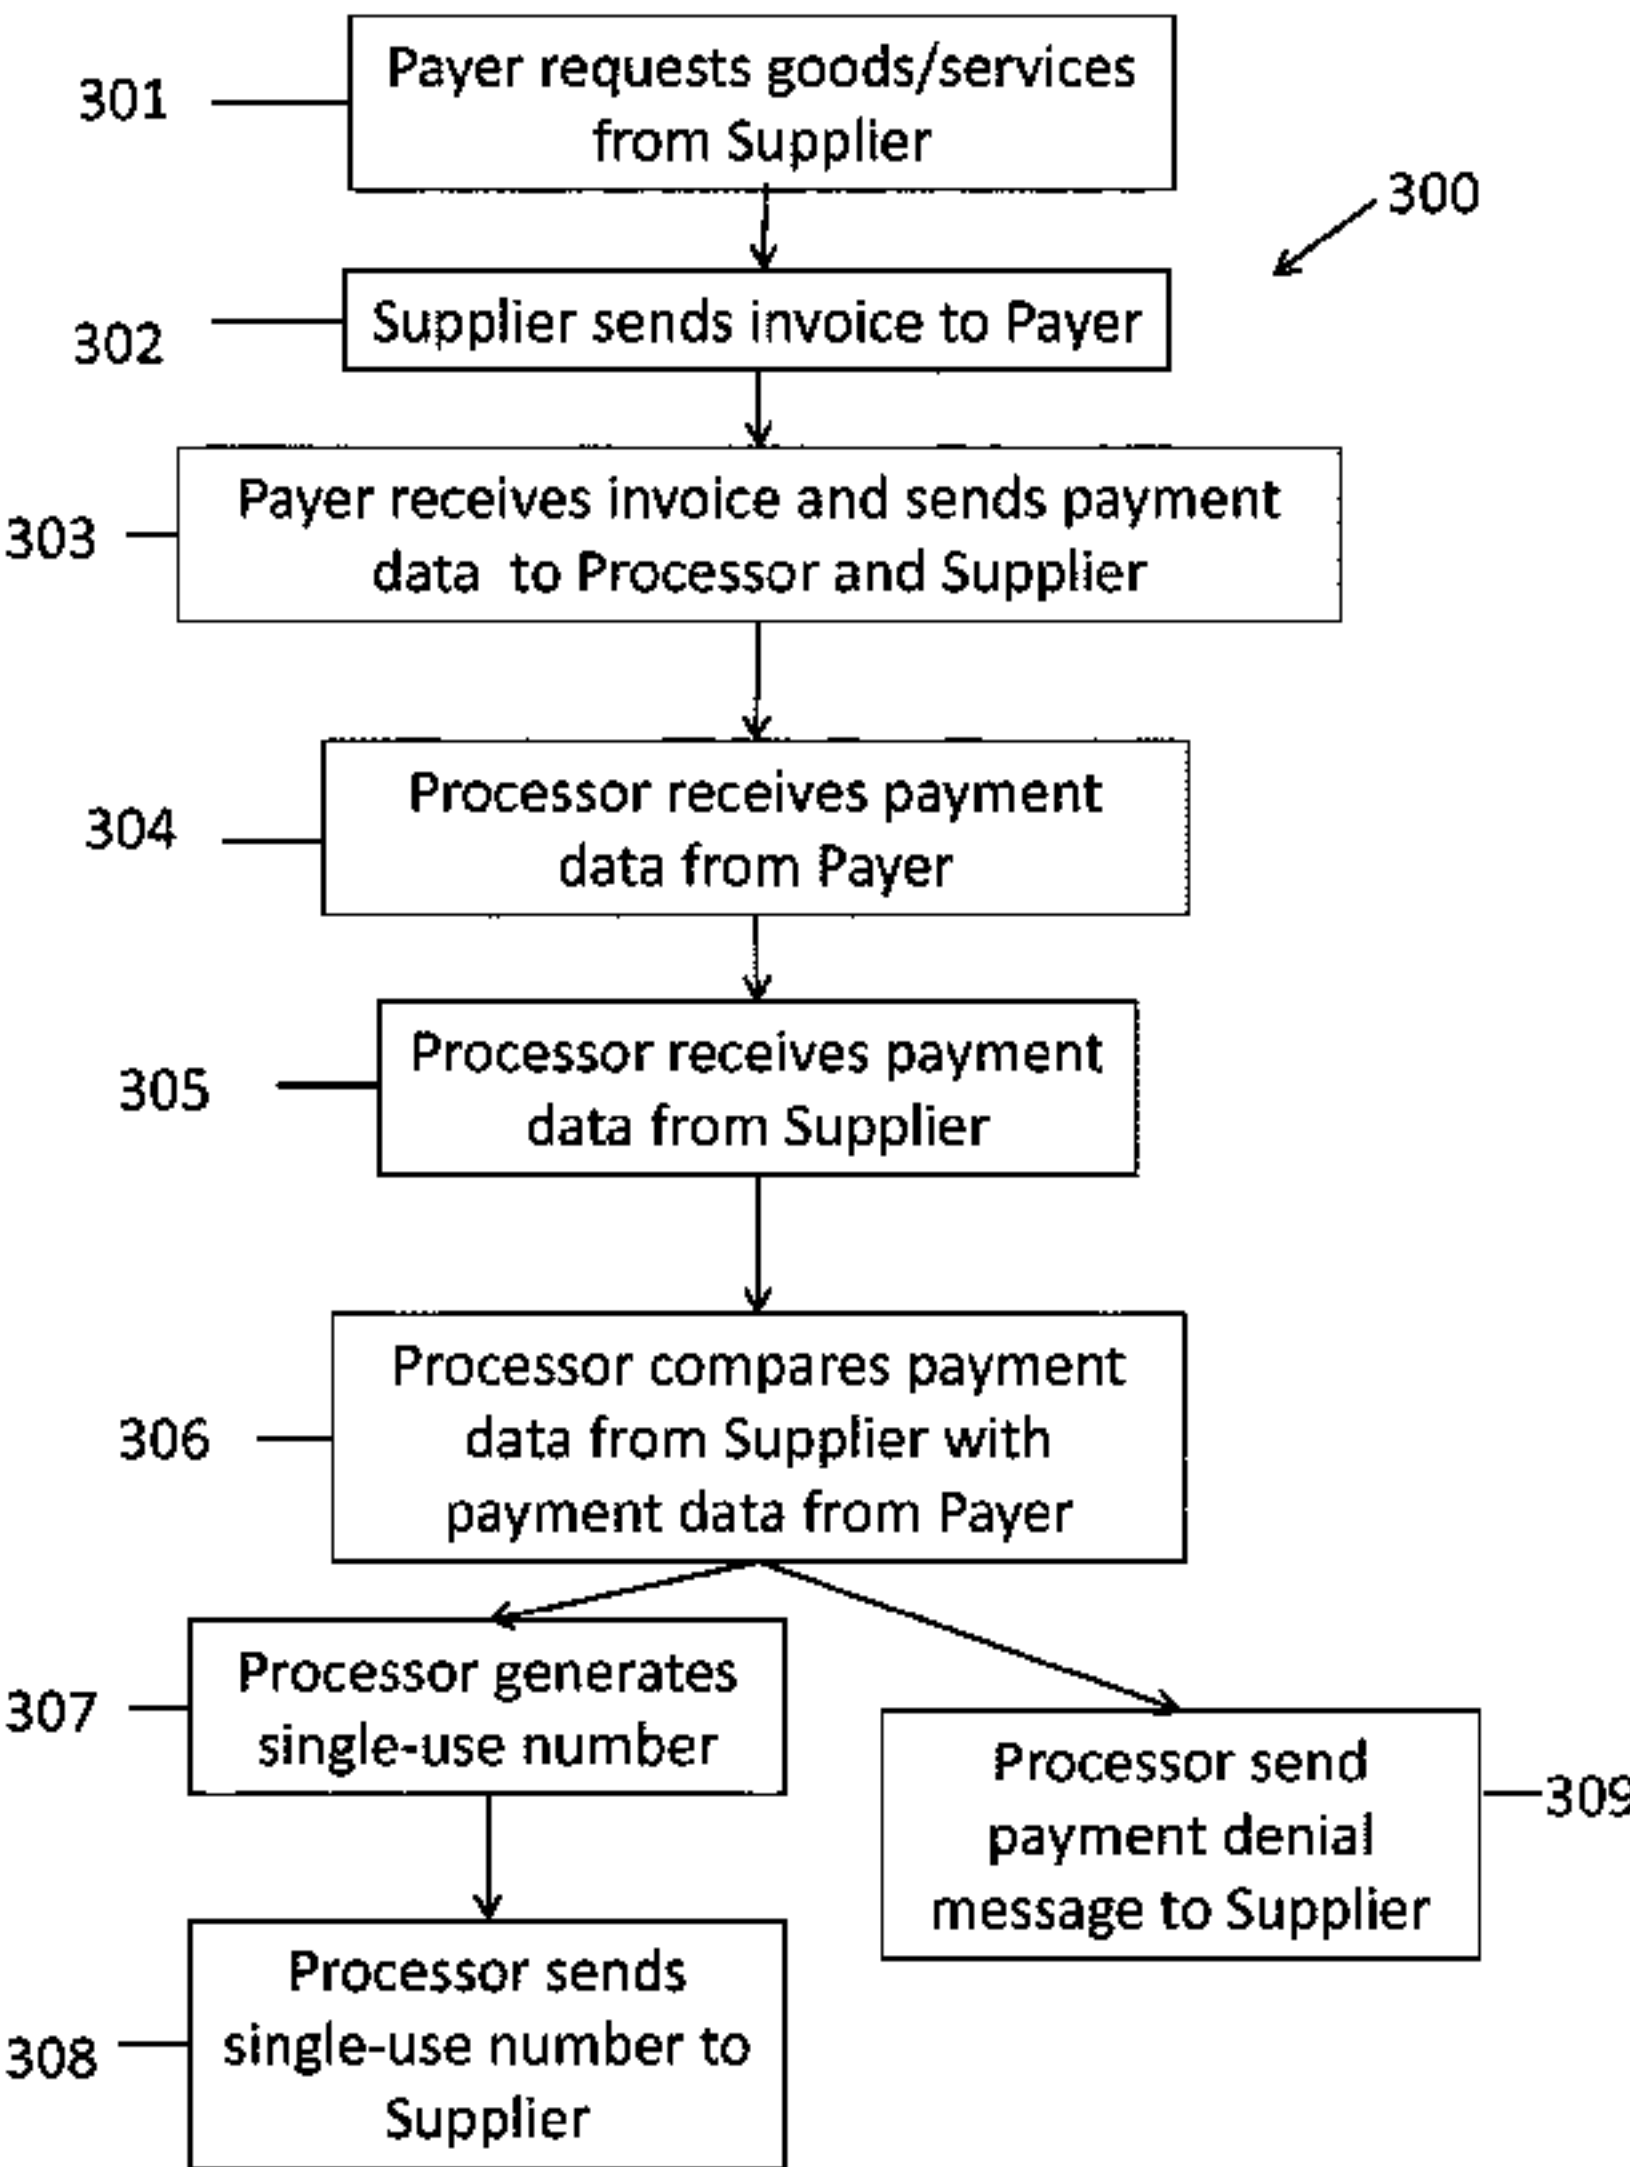 Payer requests goods/services
from Supplier
301
300
Supplier sends invoice to Payer
302
Payer receives invoice and sends payment
data to Processor and Supplier
303
Processor receives payment
data from Payer
304
Processor receives payment
data from Supplier
305
Processor compares payment
data from Supplier with
payment data from Payer
306
Processor generates
single-use number
307
Processor send
payment denial
message to Supplier
309
Processor sends
single-use number to
Supplier
308